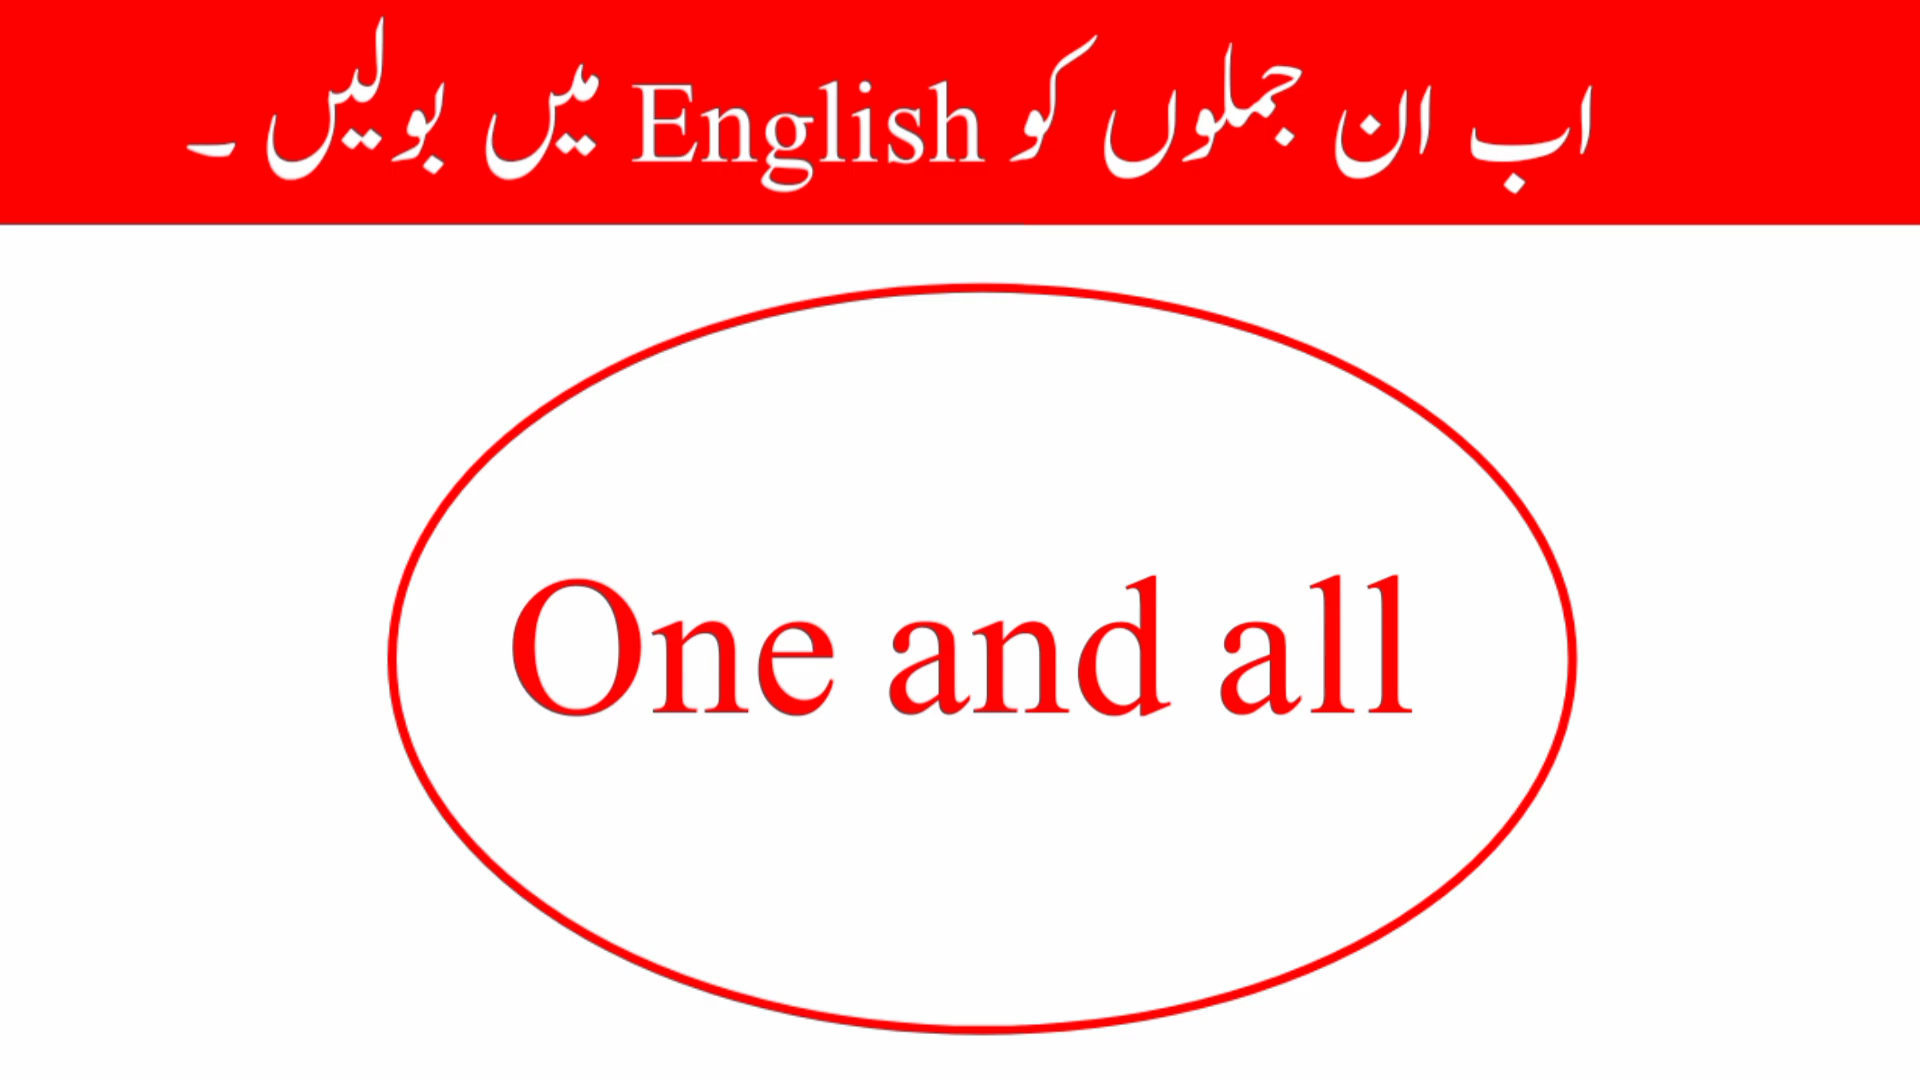 اب ان جملوں کو English میں بولیں ۔
One and all